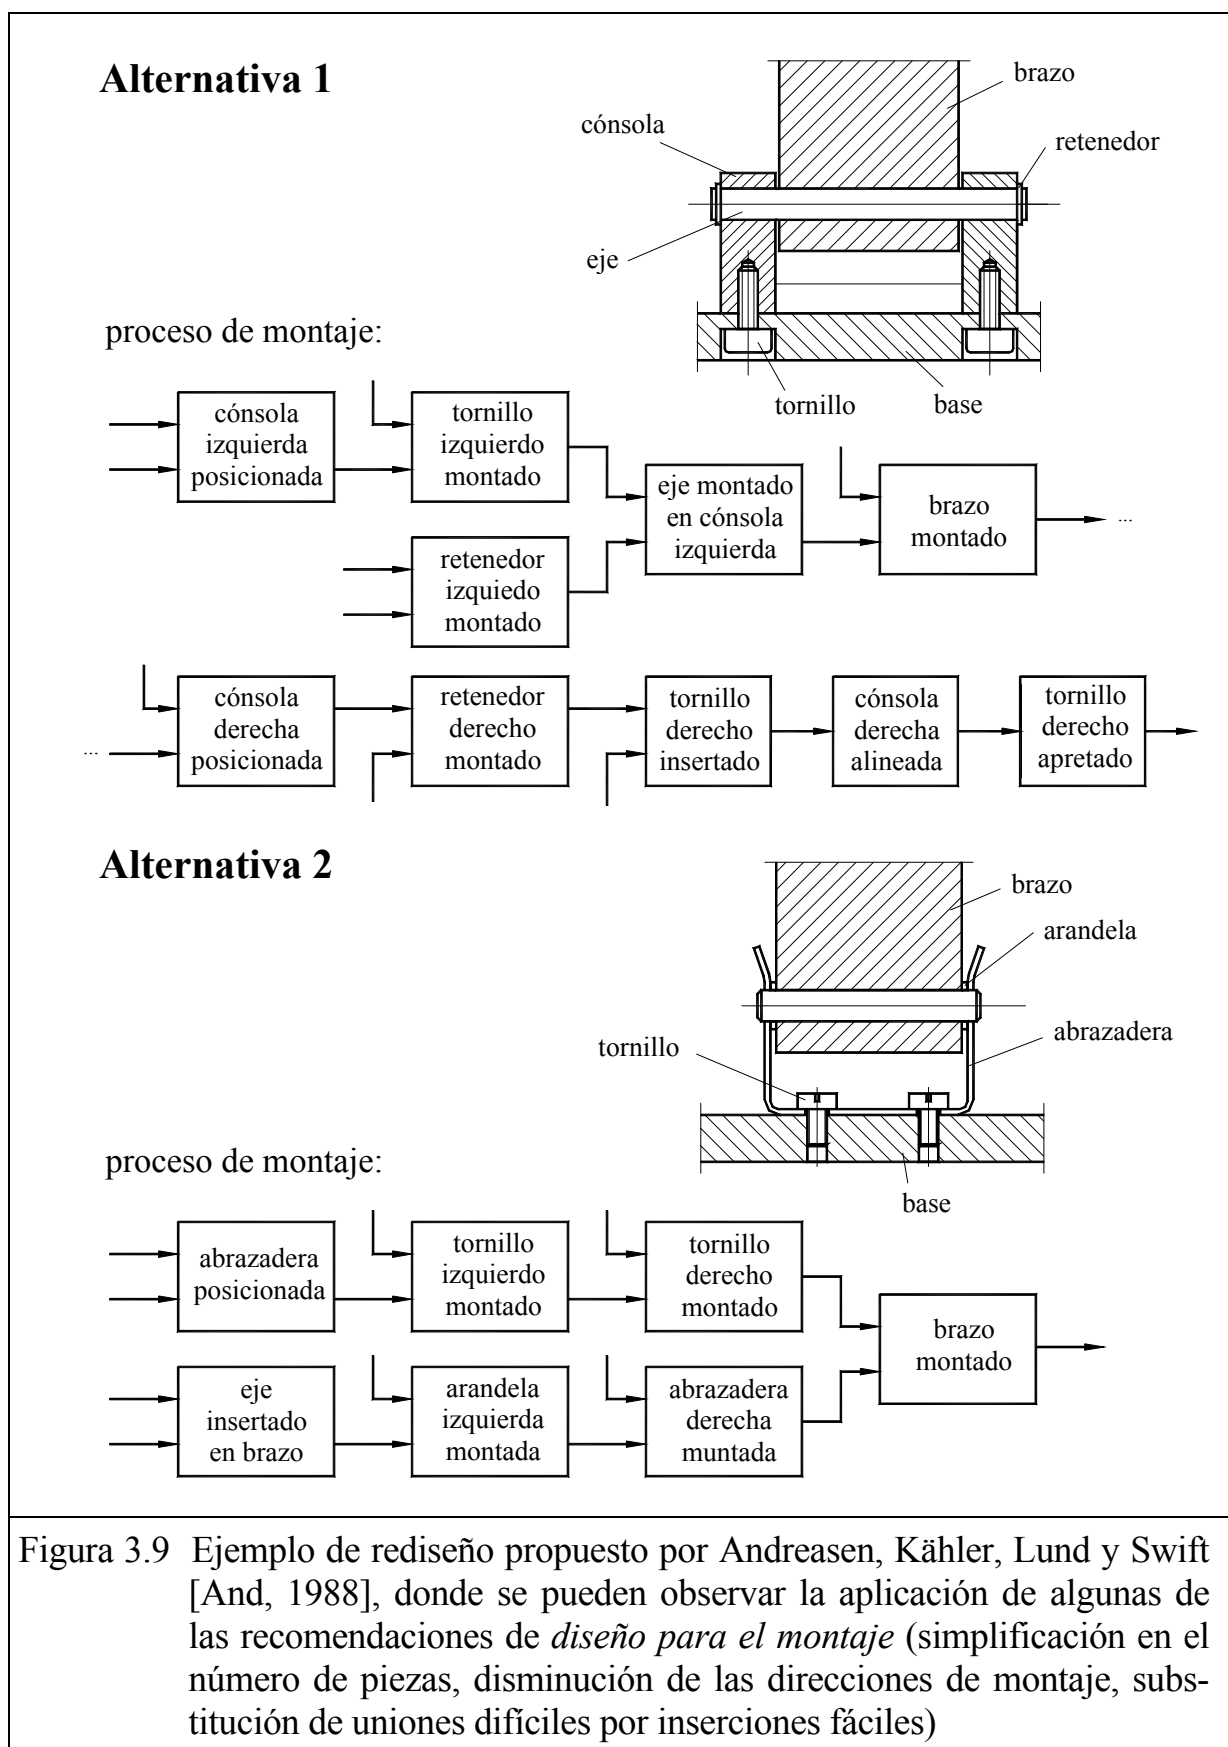 Alternativa 1
brazo
cónsola
retenedor
eje
tornillo
base
proceso de montaje:
cónsola
izquierda
posicionada
tornillo
izquierdo
montado
retenedor
izquiedo
montado
eje montado
en cónsola
izquierda
brazo
montado
...
...
cónsola
derecha
posicionada
retenedor
derecho
montado
tornillo
derecho
insertado
cónsola
derecha
alineada
tornillo
derecho
apretado
Alternativa 2
brazo
arandela
abrazadera
tornillo
base
proceso de montaje:
abrazadera
posicionada
tornillo
izquierdo
montado
tornillo
derecho
montado
brazo
montado
eje
insertado
en brazo
arandela
izquierda
montada
abrazadera
derecha
muntada
Figura 3.9 Ejemplo de rediseño propuesto por Andreasen, Kähler, Lund y Swift
[And, 1988], donde se pueden observar la aplicación de algunas de
las recomendaciones de diseño para el montaje (simplificación en el
número de piezas, disminución de las direcciones de montaje, subs-
titución de uniones difíciles por inserciones fáciles)